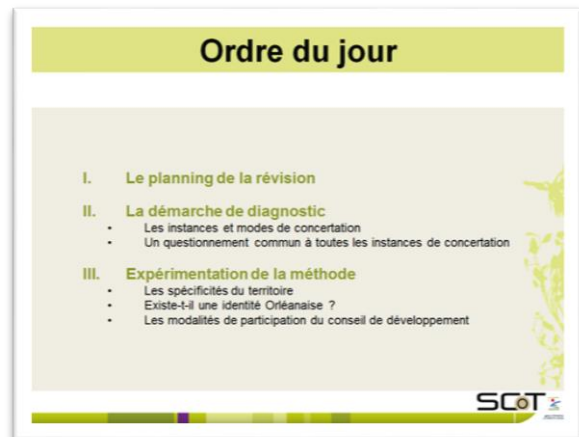 Ordre du jour
I. Le planning de la révision
II. La démarche de diagnostic
• Les instances et modes de concertation
• Un questionnement commun à toutes les instances de concertation
III. Expérimentation de la méthode
• Les spécificités du territoire
• Existe-t-il une identité Orléanaise ?
• Les modalités de participation du conseil de développement
SCOT